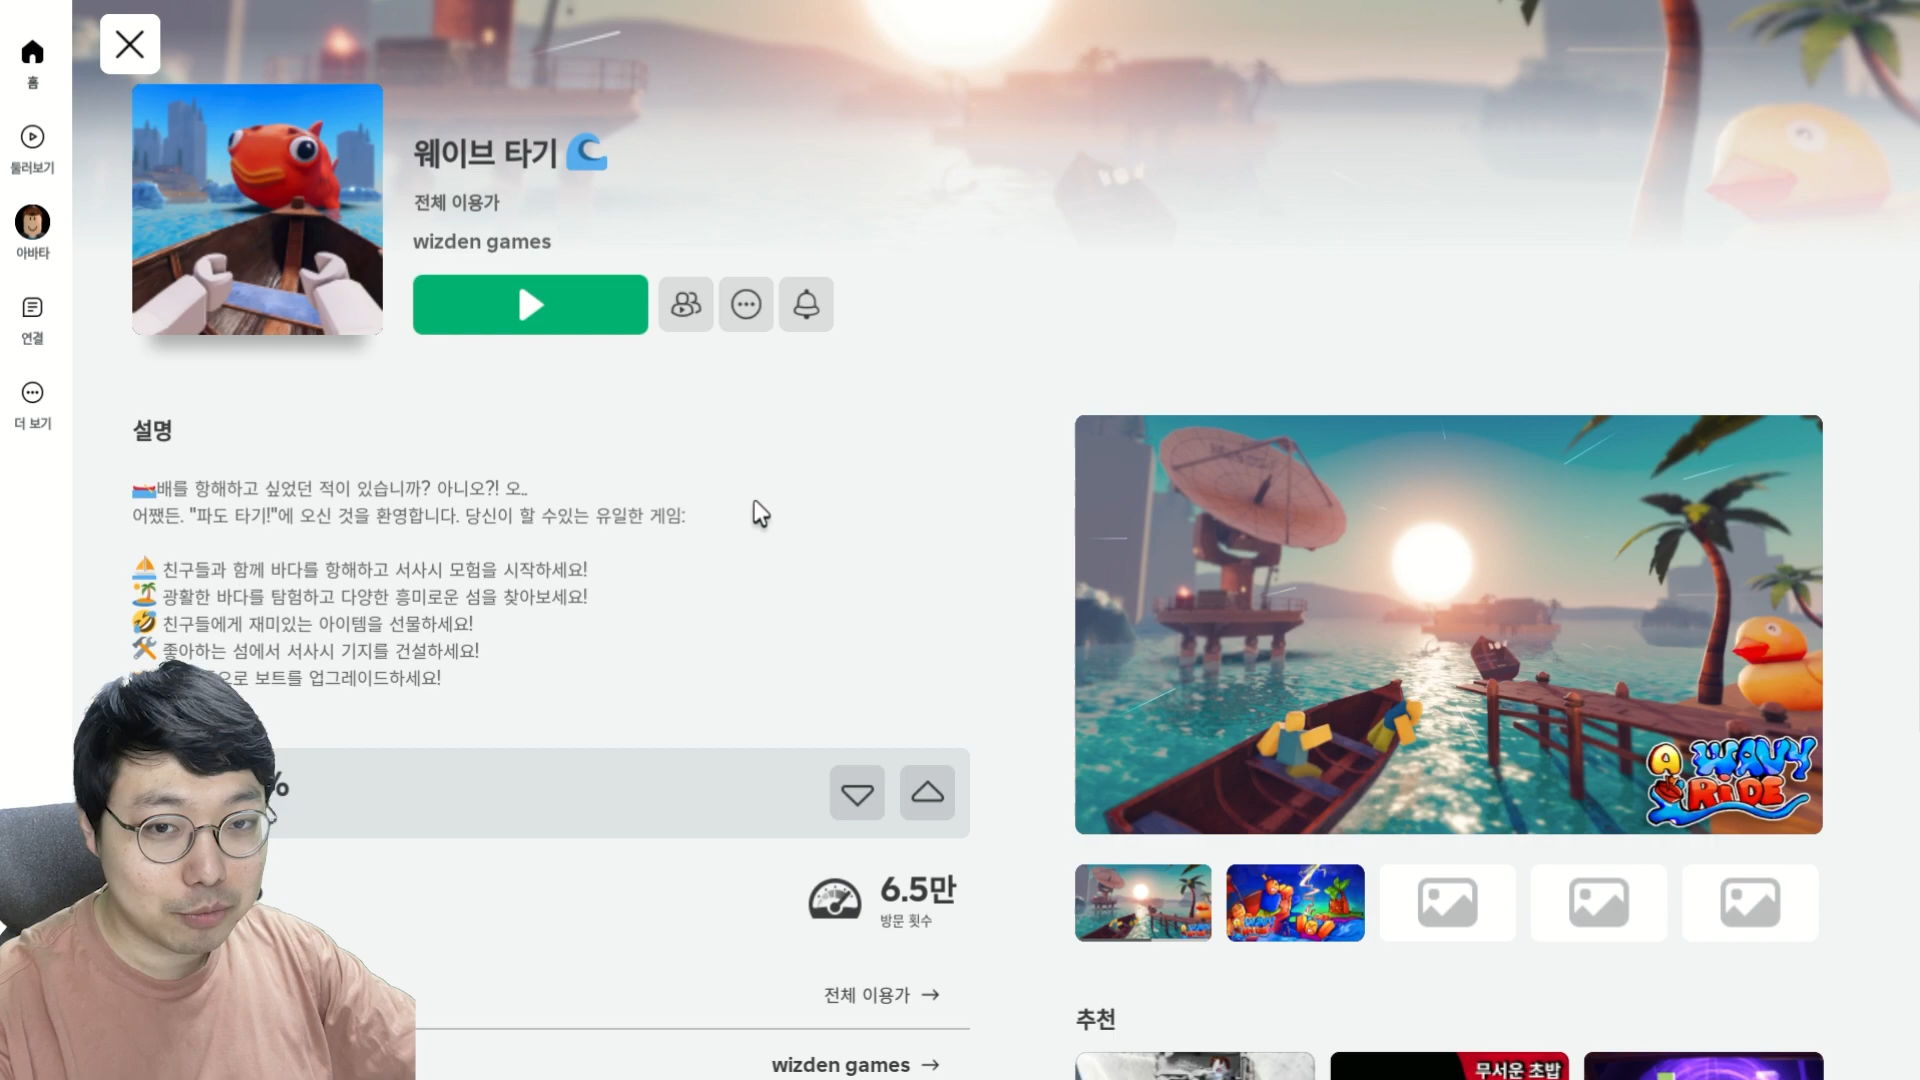 홈
둘러보기
아바타
연결
더 보기
웨이브 타기
전체 이용가
wizden games
설명
배를 항해하고 싶었던 적이 있습니까? 아니오?! 오..
어쨌든. "파도 타기!"에 오신 것을 환영합니다. 당신이 할 수있는 유일한 게임:
친구들과 함께 바다를 항해하고 서사시 모험을 시작하세요!
광활한 바다를 탐험하고 다양한 흥미로운 섬을 찾아보세요!
친구들에게 재미있는 아이템을 선물하세요!
좋아하는 섬에서 서사시 기지를 건설하세요!
으로 보트를 업그레이드하세요!
%
6.5만
방문 횟수
전체 이용가 →
wizden games →
A WAVY
RIDE
추천
무서운 초밥